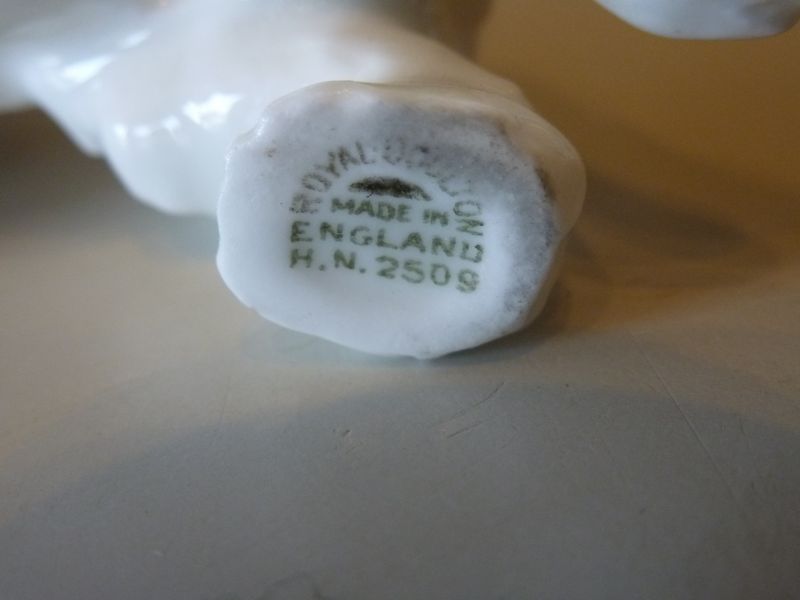 ROYAL DOULTON
MADE IN
ENGLAND
H.N. 2509